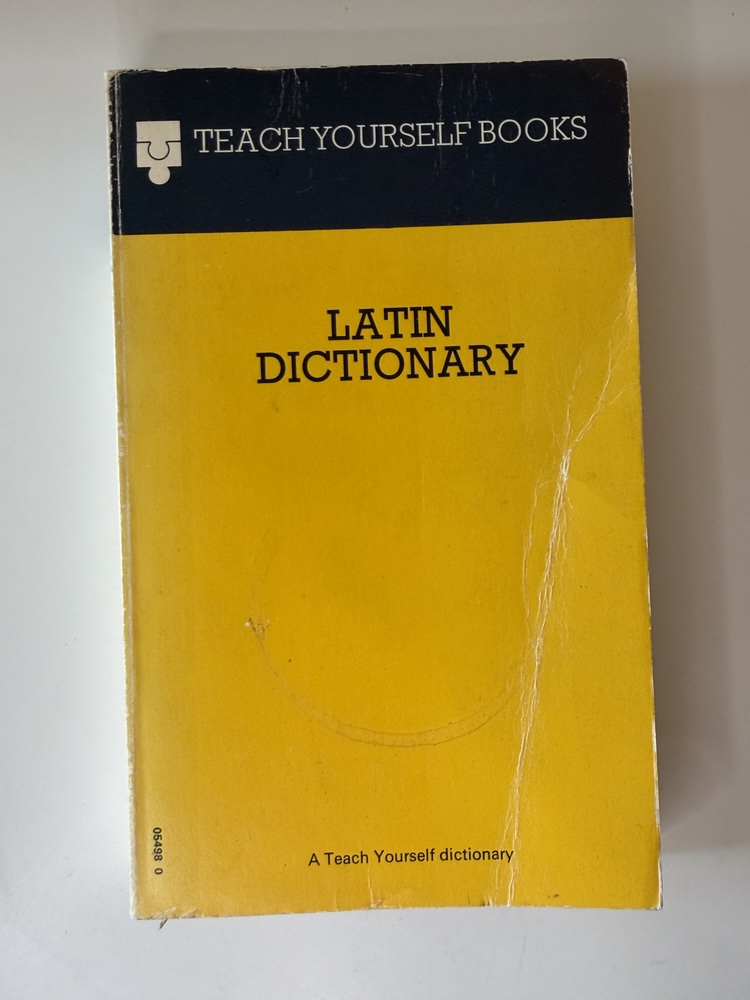 TEACH YOURSELF BOOKS
LATIN
DICTIONARY
A Teach Yourself dictionary
05498 0